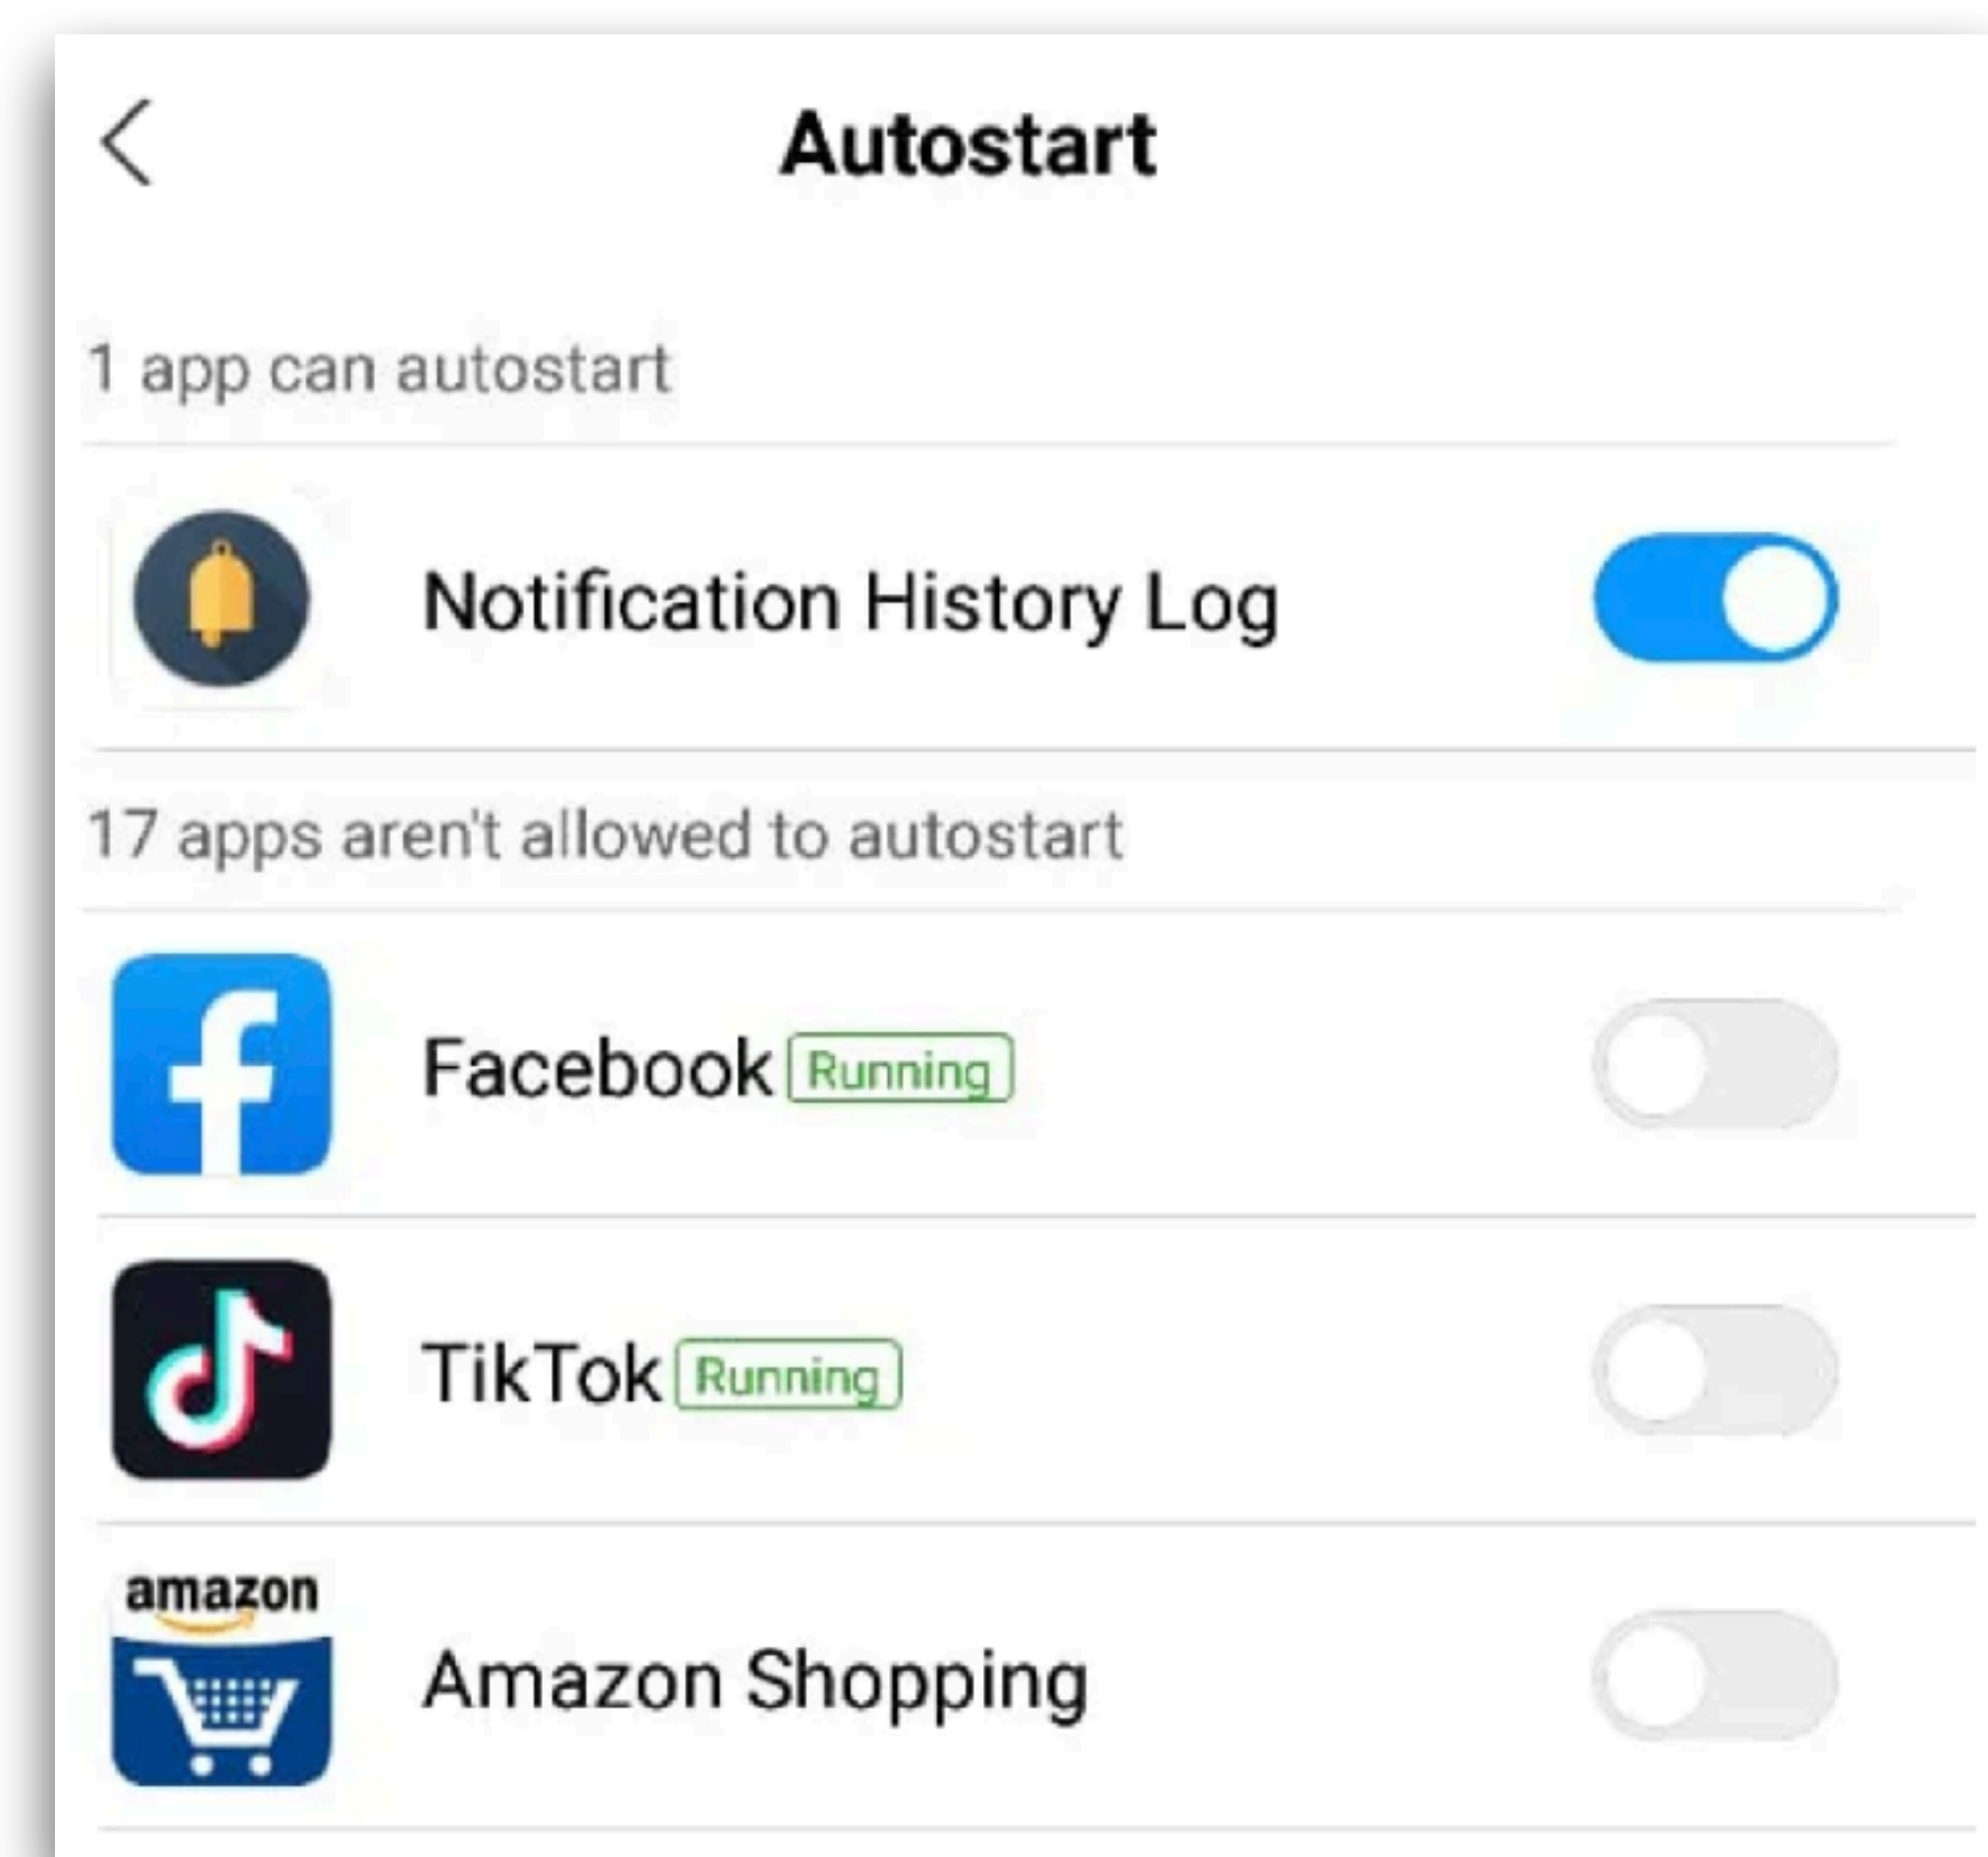 Autostart
1 app can autostart
Notification History Log
17 apps aren't allowed to autostart
Facebook Running
TikTok Running
amazon
Amazon Shopping